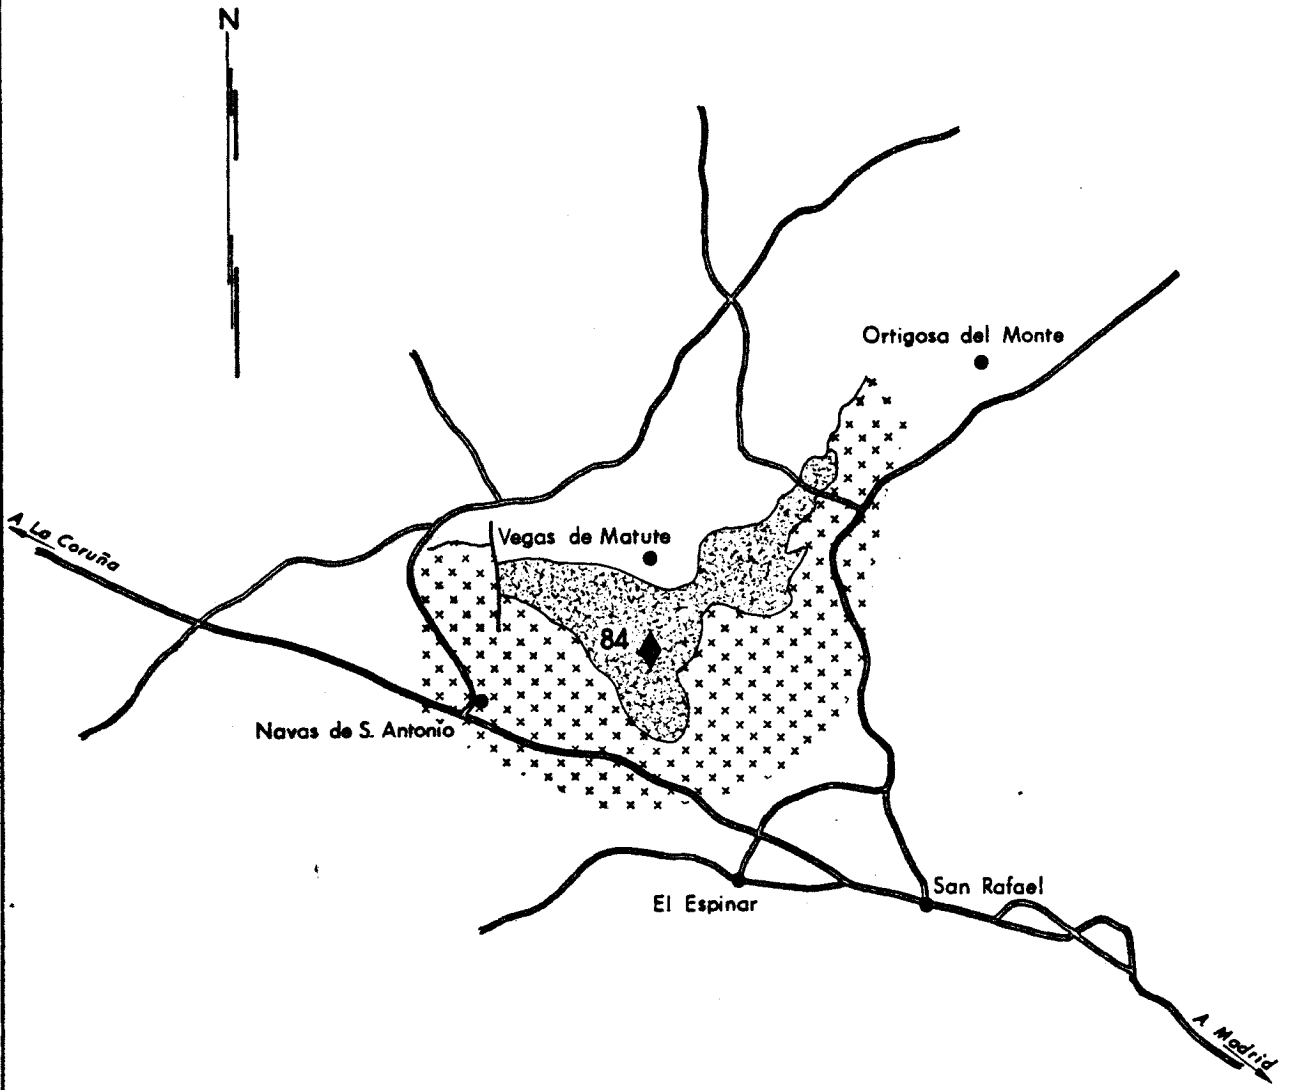 N
Ortigosa del Monte
A La Coruña
Vegas de Matute
84
Navas de S. Antonio
San Rafael
El Espinar
A Madrid